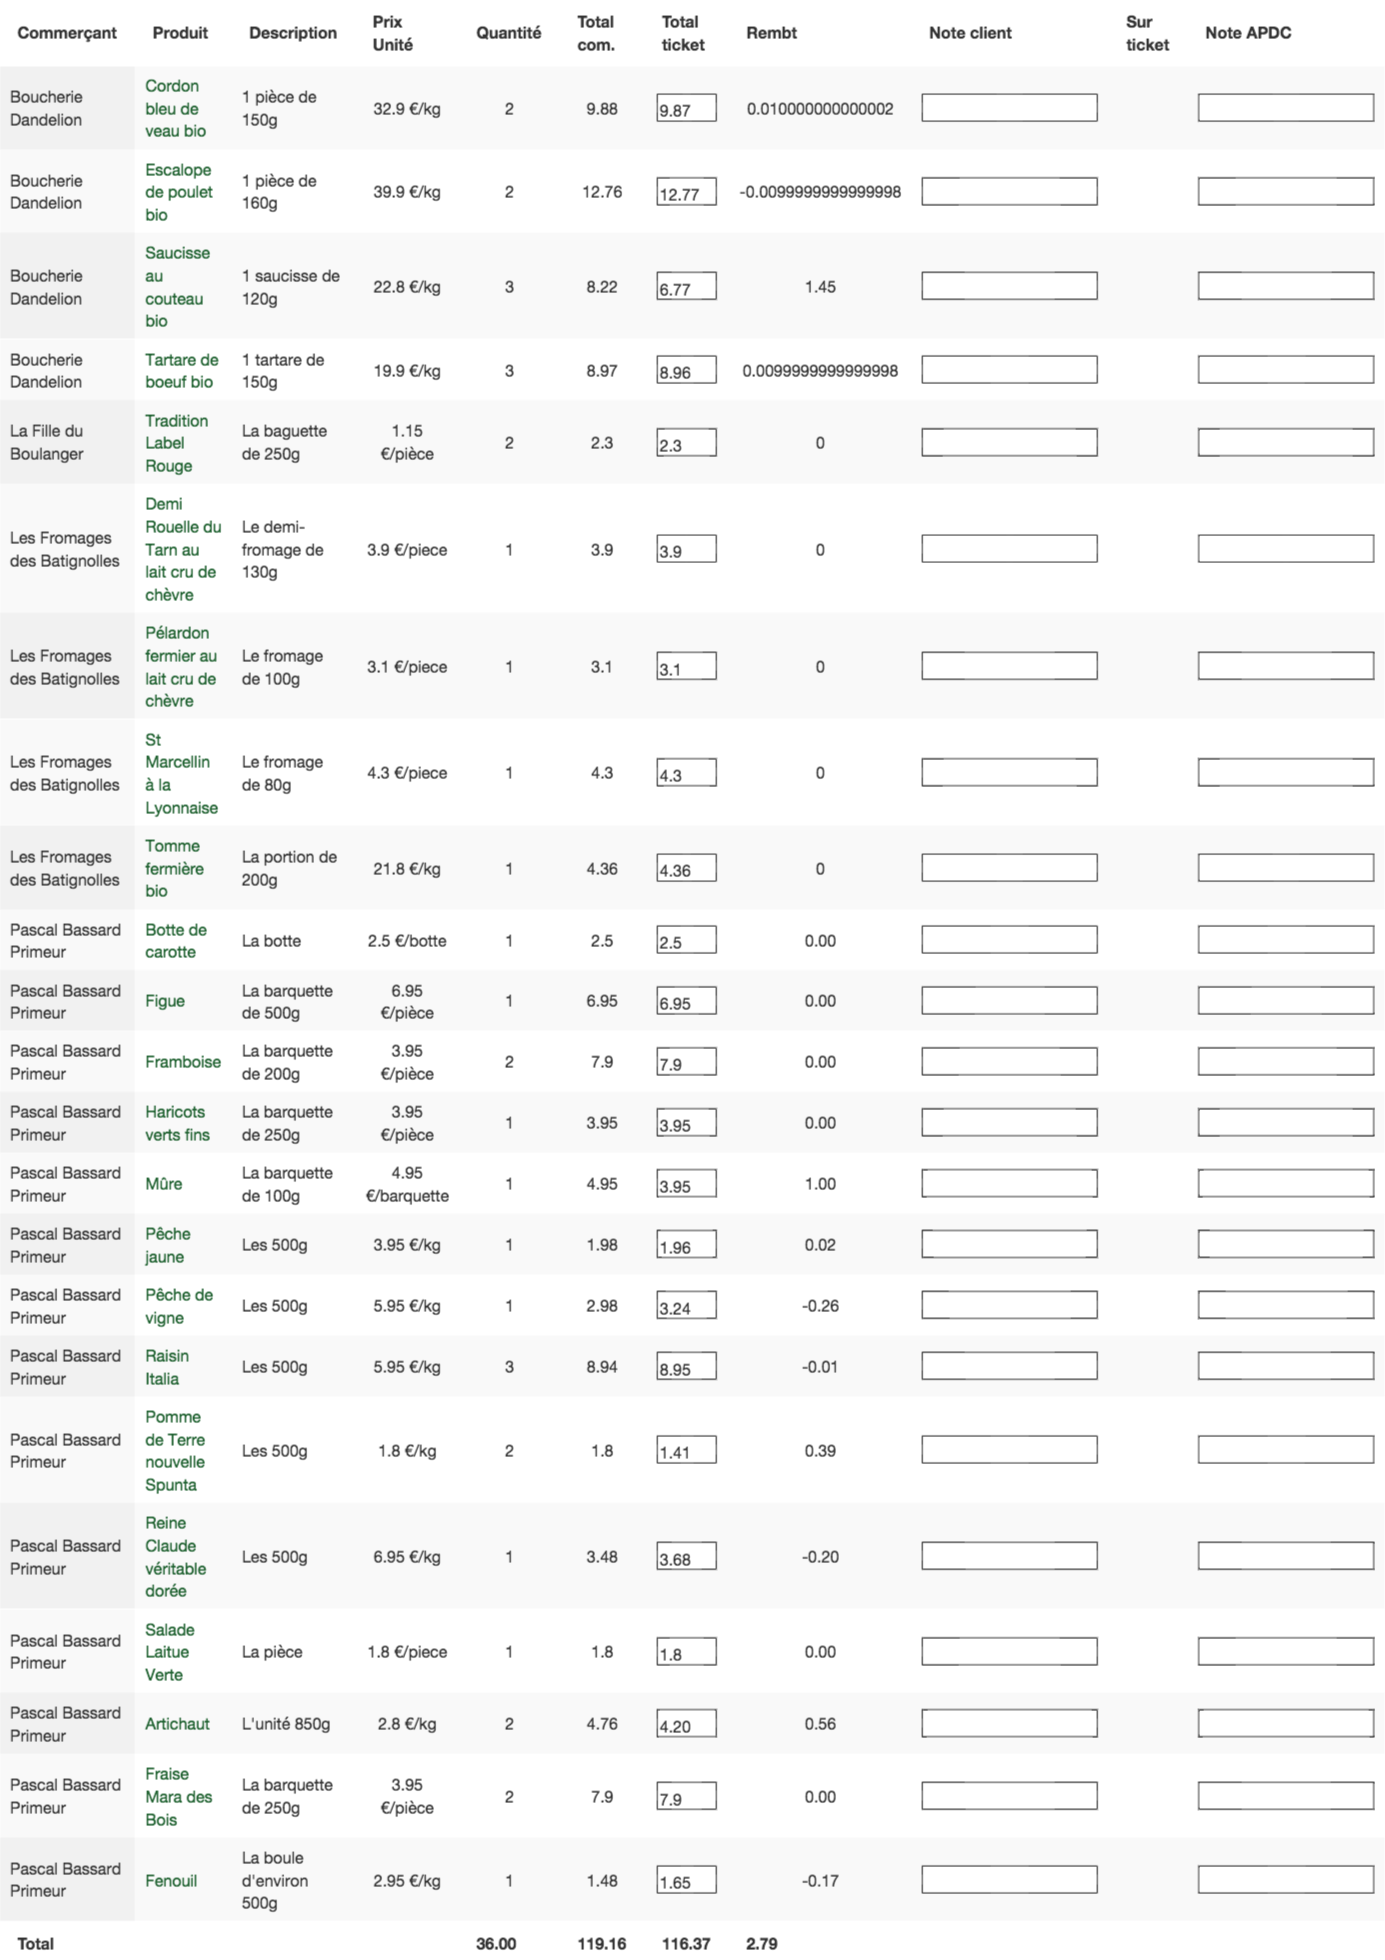 Commerçant Produit Description Prix Unité Quantité Total com. Total ticket Rembt Note client Sur ticket Note APDC
Boucherie Dandelion Cordon bleu de veau bio 1 pièce de 150g 32.9 €/kg 2 9.88 9.87 0.010000000000002
Boucherie Dandelion Escalope de poulet bio 1 pièce de 160g 39.9 €/kg 2 12.76 12.77 -0.0099999999999998
Boucherie Dandelion Saucisse au couteau bio 1 saucisse de 120g 22.8 €/kg 3 8.22 6.77 1.45
Boucherie Dandelion Tartare de boeuf bio 1 tartare de 150g 19.9 €/kg 3 8.97 8.96 0.0099999999999998
La Fille du Boulanger Tradition Label Rouge La baguette de 250g 1.15 €/pièce 2 2.3 2.3 0
Les Fromages des Batignolles Demi Rouelle du Tarn au lait cru de chèvre Le demi-fromage de 130g 3.9 €/piece 1 3.9 3.9 0
Les Fromages des Batignolles Pélardon fermier au lait cru de chèvre Le fromage de 100g 3.1 €/piece 1 3.1 3.1 0
Les Fromages des Batignolles St Marcellin à la Lyonnaise Le fromage de 80g 4.3 €/piece 1 4.3 4.3 0
Les Fromages des Batignolles Tomme fermière bio La portion de 200g 21.8 €/kg 1 4.36 4.36 0
Pascal Bassard Primeur Botte de carotte La botte 2.5 €/botte 1 2.5 2.5 0.00
Pascal Bassard Primeur Figue La barquette de 500g 6.95 €/pièce 1 6.95 6.95 0.00
Pascal Bassard Primeur Framboise La barquette de 200g 3.95 €/pièce 2 7.9 7.9 0.00
Pascal Bassard Primeur Haricots verts fins La barquette de 250g 3.95 €/pièce 1 3.95 3.95 0.00
Pascal Bassard Primeur Mûre La barquette de 100g 4.95 €/barquette 1 4.95 3.95 1.00
Pascal Bassard Primeur Pêche jaune Les 500g 3.95 €/kg 1 1.98 1.96 0.02
Pascal Bassard Primeur Pêche de vigne Les 500g 5.95 €/kg 1 2.98 3.24 -0.26
Pascal Bassard Primeur Raisin Italia Les 500g 5.95 €/kg 3 8.94 8.95 -0.01
Pascal Bassard Primeur Pomme de Terre nouvelle Spunta Les 500g 1.8 €/kg 2 1.8 1.41 0.39
Pascal Bassard Primeur Reine Claude véritable dorée Les 500g 6.95 €/kg 1 3.48 3.68 -0.20
Pascal Bassard Primeur Salade Laitue Verte La pièce 1.8 €/piece 1 1.8 1.8 0.00
Pascal Bassard Primeur Artichaut L'unité 850g 2.8 €/kg 2 4.76 4.20 0.56
Pascal Bassard Primeur Fraise Mara des Bois La barquette de 250g 3.95 €/pièce 2 7.9 7.9 0.00
Pascal Bassard Primeur Fenouil La boule d'environ 500g 2.95 €/kg 1 1.48 1.65 -0.17
Total 36.00 119.16 116.37 2.79